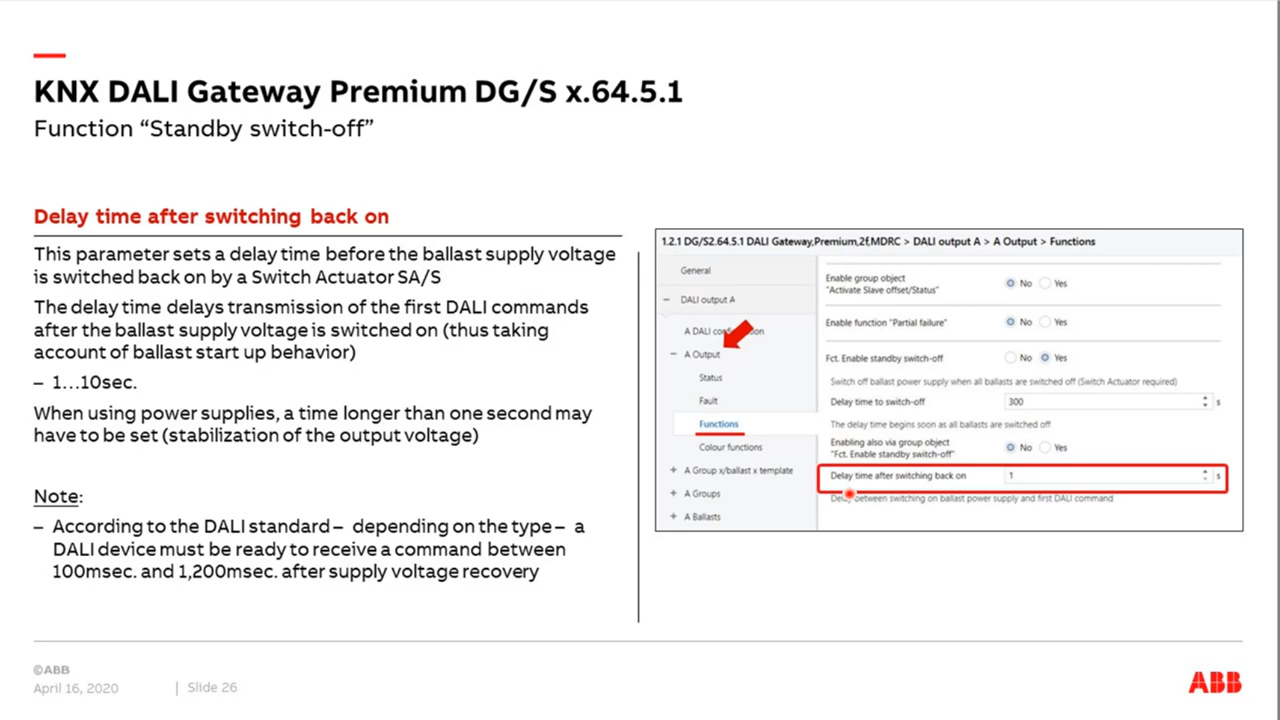 KNX DALI Gateway Premium DG/S x.64.5.1
Function “Standby switch-off”
Delay time after switching back on
This parameter sets a delay time before the ballast supply voltage
is switched back on by a Switch Actuator SA/S
The delay time delays transmission of the first DALI commands
after the ballast supply voltage is switched on (thus taking
account of ballast start up behavior)
– 1…10sec.
When using power supplies, a time longer than one second may
have to be set (stabilization of the output voltage)
Note:
– According to the DALI standard – depending on the type – a
DALI device must be ready to receive a command between
100msec. and 1,200msec. after supply voltage recovery
1.2.1 DG/S2.64.5.1 DALI Gateway,Premium,2f,MDRC > DALI output A > A Output > Functions
General
– DALI output A
A DALI
– A Output
Status
Fault
Functions
Colour functions
+ A Group x/ballast x template
+ A Groups
+ A Ballasts
Enable group object
"Activate Slave offset/Status"
No Yes
Enable function "Partial failure"
No Yes
Fct. Enable standby switch-off
No Yes
Switch off ballast power supply when all ballasts are switched off (Switch Actuator required)
Delay time to switch-off
300 s
The delay time begins soon as all ballasts are switched off
Enabling also via group object
"Fct. Enable standby switch-off"
No Yes
Delay time after switching back on
1 s
Delay between switching on ballast power supply and first DALI command
©ABB
April 16, 2020 | Slide 26
ABB